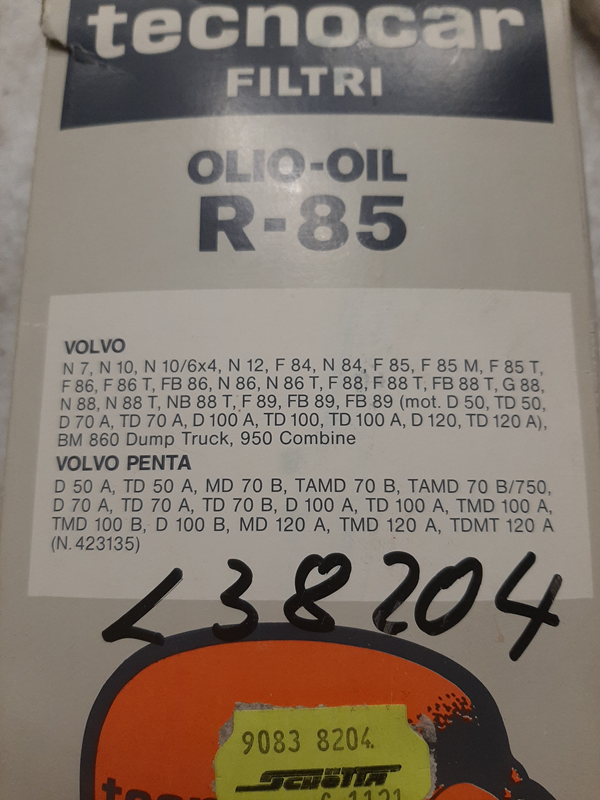 tecnocar
FILTRI
OLIO-OIL
R-85
VOLVO
N 7, N 10, N 10/6x4, N 12, F 84, N 84, F 85, F 85 M, F 85 T,
F 86, F 86 T, FB 86, N 86, N 86 T, F 88, F 88 T, FB 88 T, G 88,
N 88, N 88 T, NB 88 T, F 89, FB 89, FB 89 (mot. D 50, TD 50,
D 70 A, TD 70 A, D 100 A, TD 100, TD 100 A, D 120, TD 120 A),
BM 860 Dump Truck, 950 Combine
VOLVO PENTA
D 50 A, TD 50 A, MD 70 B, TAMD 70 B, TAMD 70 B/750,
D 70 A, TD 70 A, TD 70 B, D 100 A, TD 100 A, TMD 100 A,
TMD 100 B, D 100 B, MD 120 A, TMD 120 A, TDMT 120 A
(N. 423135)
L38204
9083 8204.